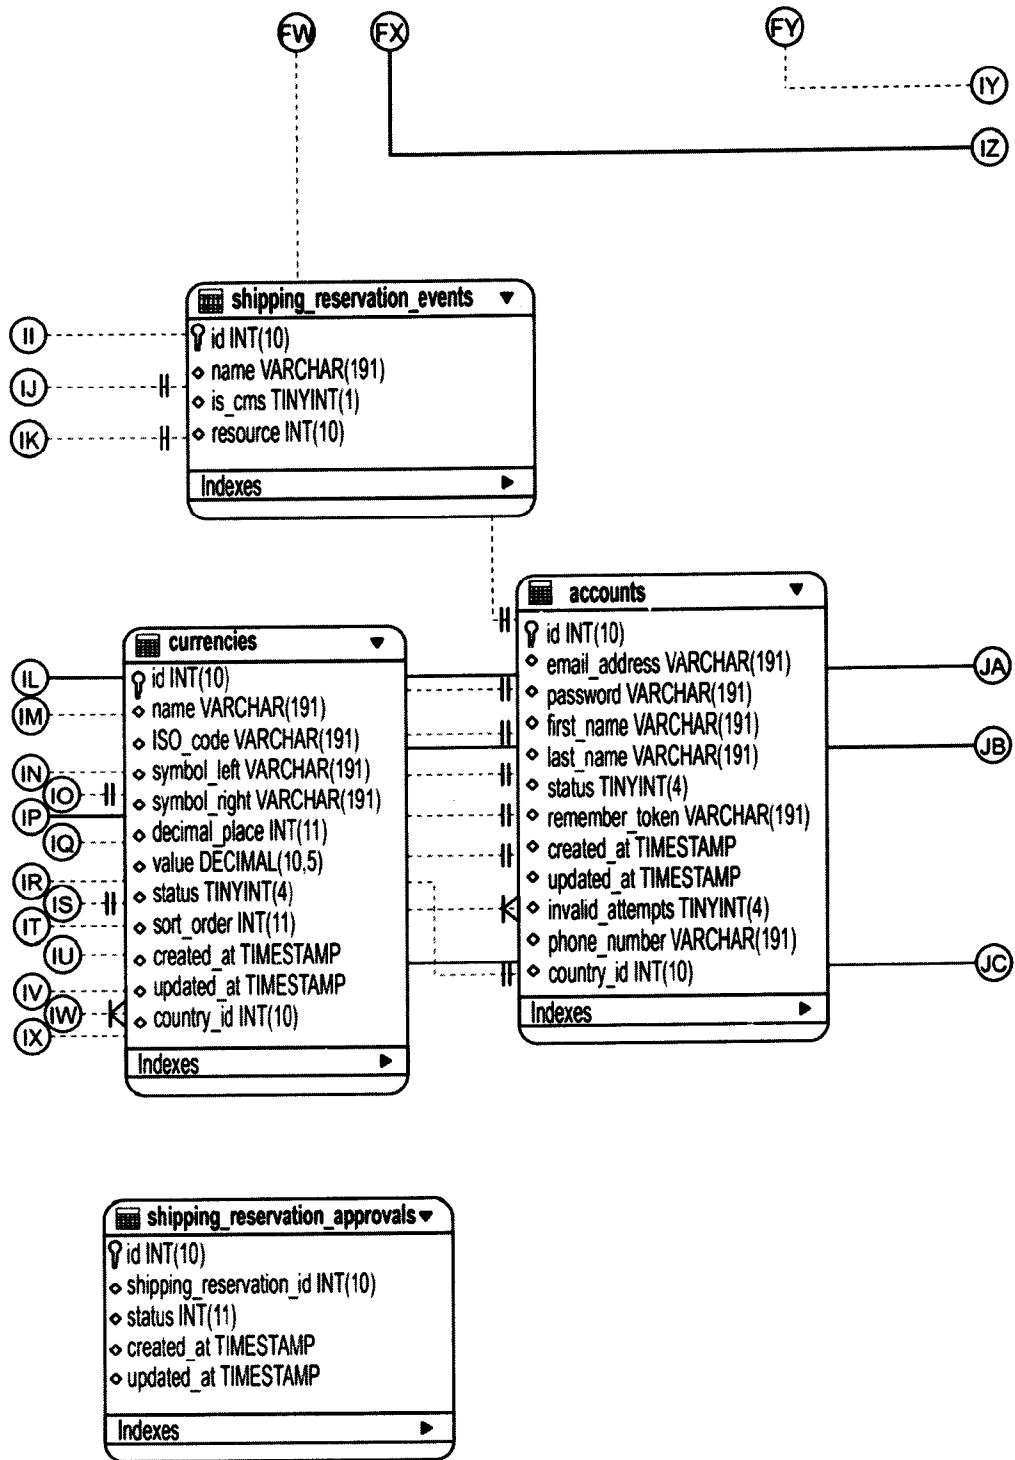 FW
FX
FY
IY
IZ
shipping_reservation_events
id INT(10)
name VARCHAR(191)
is_cms TINYINT(1)
resource INT(10)
Indexes
II
IJ
IK
accounts
id INT(10)
email_address VARCHAR(191)
password VARCHAR(191)
first_name VARCHAR(191)
last_name VARCHAR(191)
status TINYINT(4)
remember_token VARCHAR(191)
created_at TIMESTAMP
updated_at TIMESTAMP
invalid_attempts TINYINT(4)
phone_number VARCHAR(191)
country_id INT(10)
Indexes
JA
JB
JC
currencies
id INT(10)
name VARCHAR(191)
ISO_code VARCHAR(191)
symbol_left VARCHAR(191)
symbol_right VARCHAR(191)
decimal_place INT(11)
value DECIMAL(10,5)
status TINYINT(4)
sort_order INT(11)
created_at TIMESTAMP
updated_at TIMESTAMP
country_id INT(10)
Indexes
IL
IM
IN
IO
IP
IQ
IR
IS
IT
IU
IV
IW
IX
shipping_reservation_approvals
id INT(10)
shipping_reservation_id INT(10)
status INT(11)
created_at TIMESTAMP
updated_at TIMESTAMP
Indexes